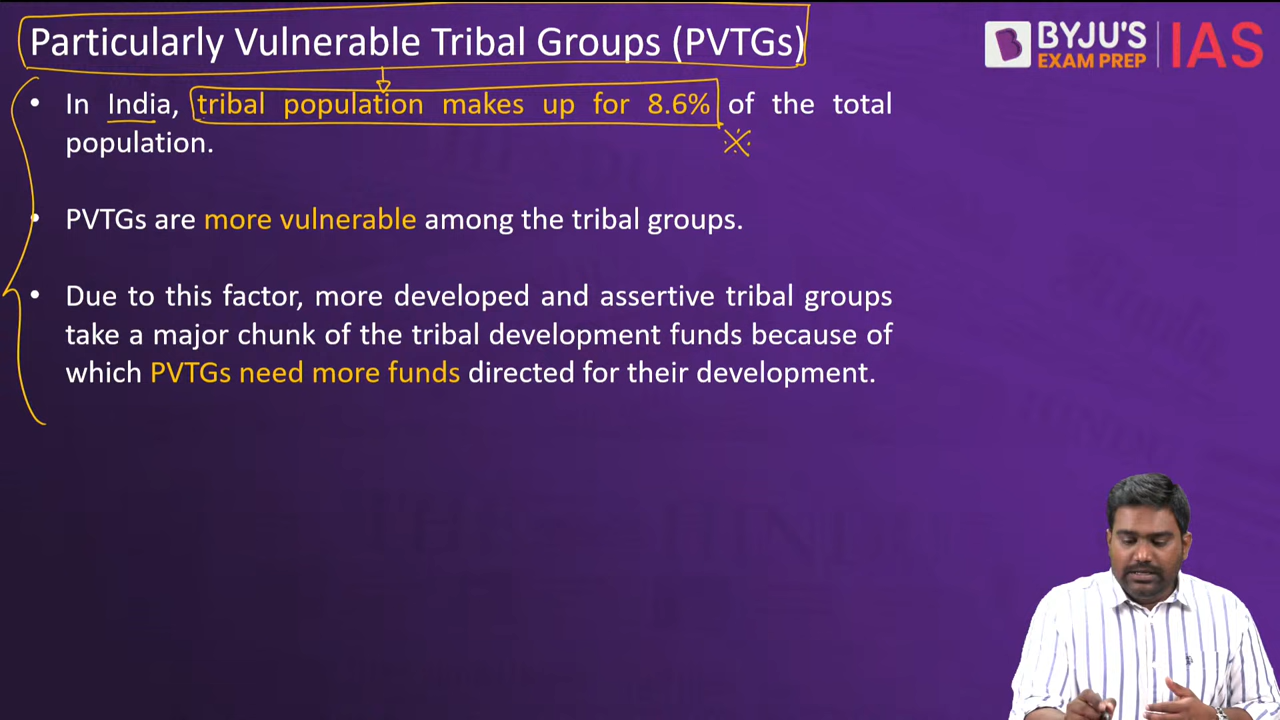 Particularly Vulnerable Tribal Groups (PVTGs)
BYJU'S
EXAM PREP
IAS
• In India, tribal population makes up for 8.6% of the total
population.
• PVTGs are more vulnerable among the tribal groups.
• Due to this factor, more developed and assertive tribal groups
take a major chunk of the tribal development funds because of
which PVTGs need more funds directed for their development.